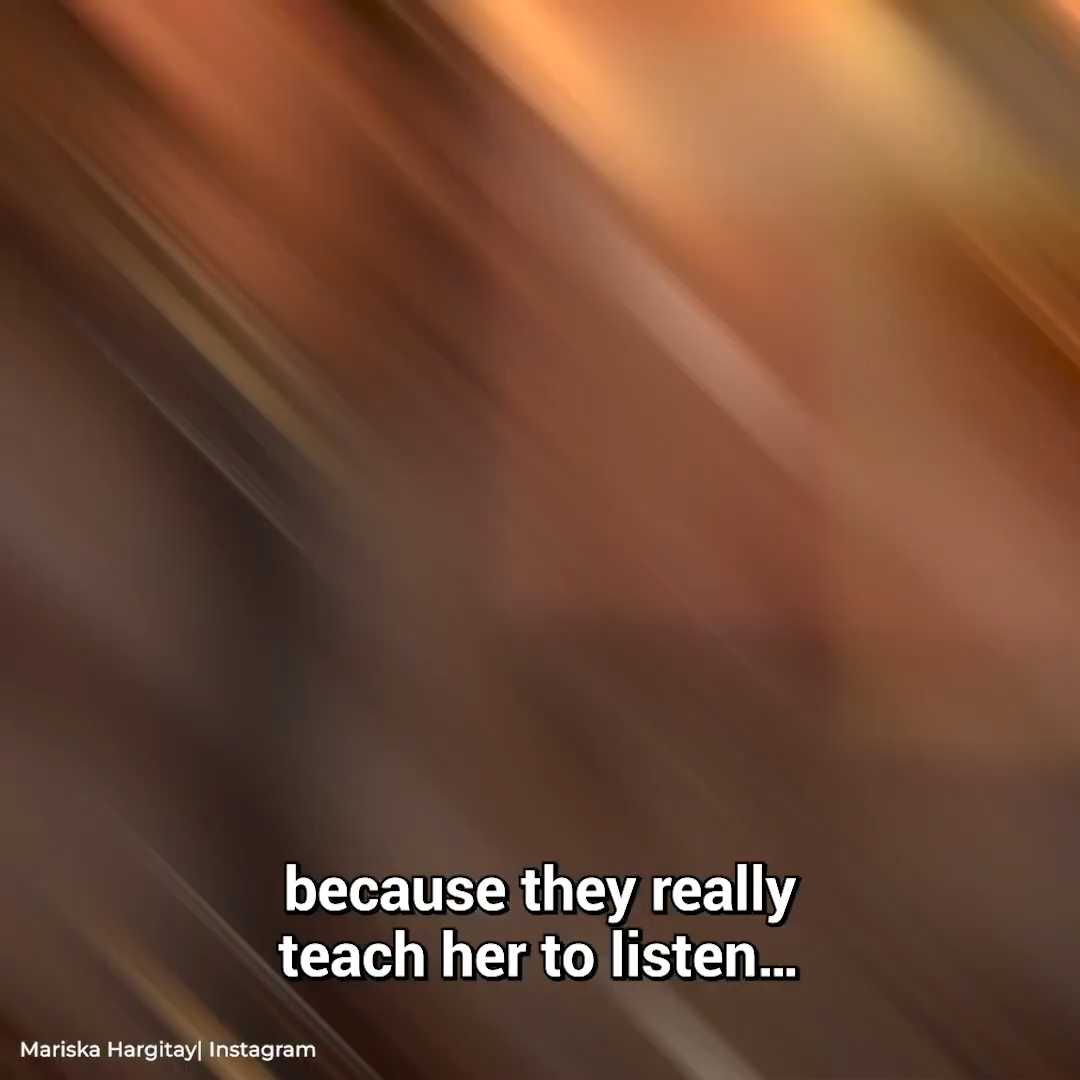 because they really
teach her to listen...
Mariska Hargitay| Instagram